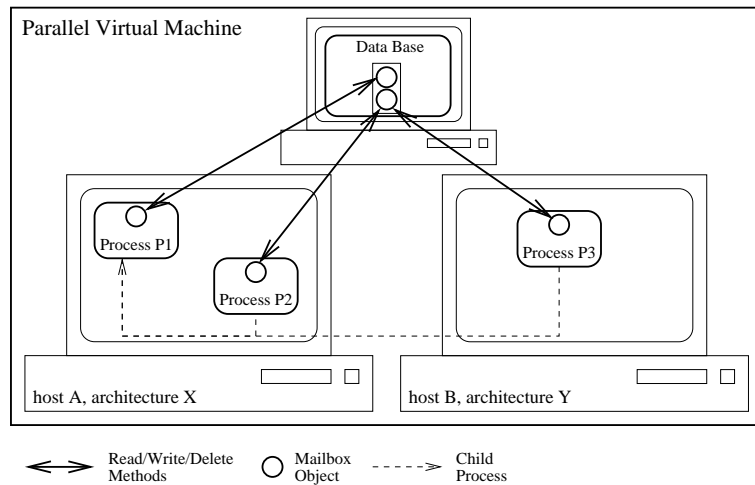 Parallel Virtual Machine
Data Base
Process P1
Process P2
Process P3
host A, architecture X
host B, architecture Y
Read/Write/Delete
Methods
Mailbox
Object
Child
Process